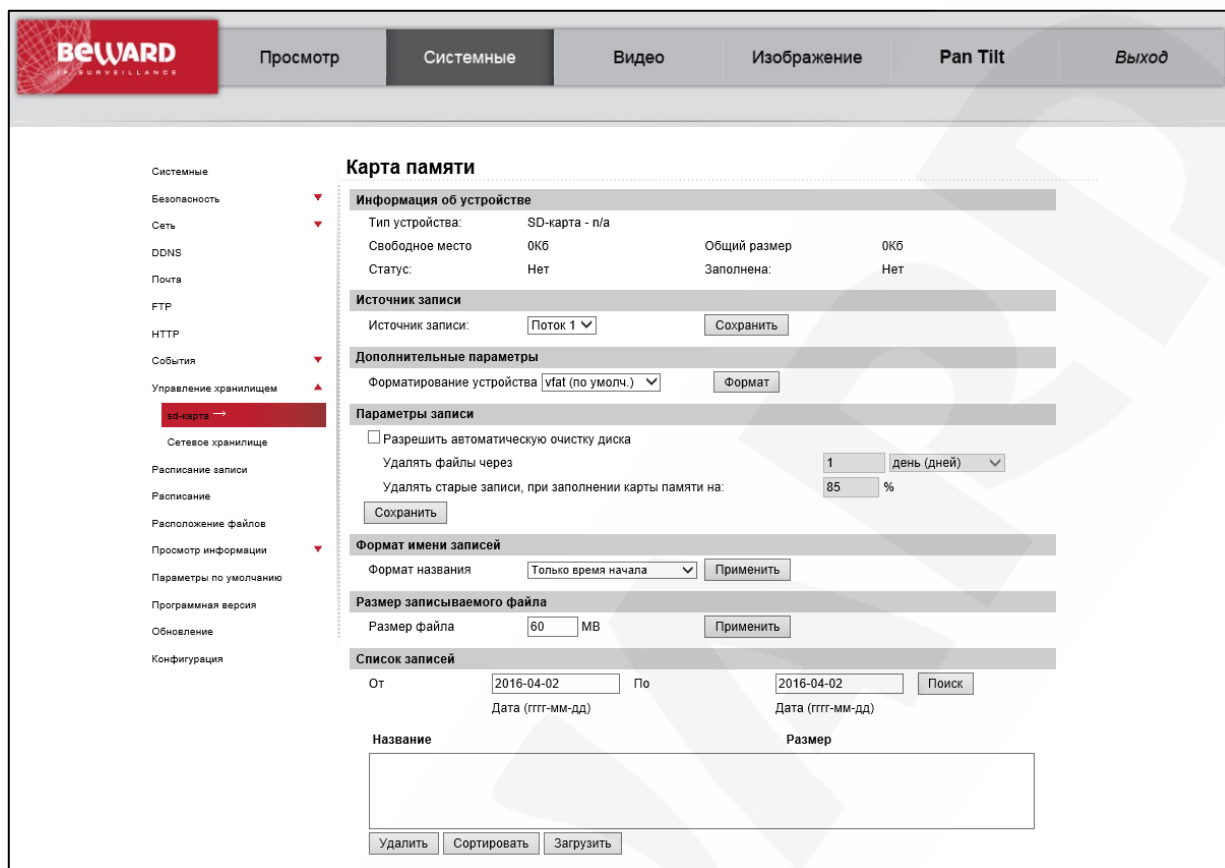 BEWARD
IP SURVEILLANCE
Просмотр
Системные
Видео
Изображение
Pan Tilt
Выход
Системные
Безопасность
Сеть
DDNS
Почта
FTP
HTTP
События
Управление хранилищем
sd-карта →
Сетевое хранилище
Расписание записи
Расписание
Расположение файлов
Просмотр информации
Параметры по умолчанию
Программная версия
Обновление
Конфигурация
Карта памяти
Информация об устройстве
Тип устройства: SD-карта - n/a
Свободное место 0Кб Общий размер 0Кб
Статус: Нет Заполнена: Нет
Источник записи
Источник записи: Поток 1 Сохранить
Дополнительные параметры
Форматирование устройства vfat (по умолч.) Формат
Параметры записи
Разрешить автоматическую очистку диска
Удалять файлы через 1 день (дней)
Удалять старые записи, при заполнении карты памяти на: 85 %
Сохранить
Формат имени записей
Формат названия Только время начала Применить
Размер записываемого файла
Размер файла 60 MB Применить
Список записей
От 2016-04-02 По 2016-04-02 Поиск
Дата (гггг-мм-дд) Дата (гггг-мм-дд)
Название Размер
Удалить Сортировать Загрузить